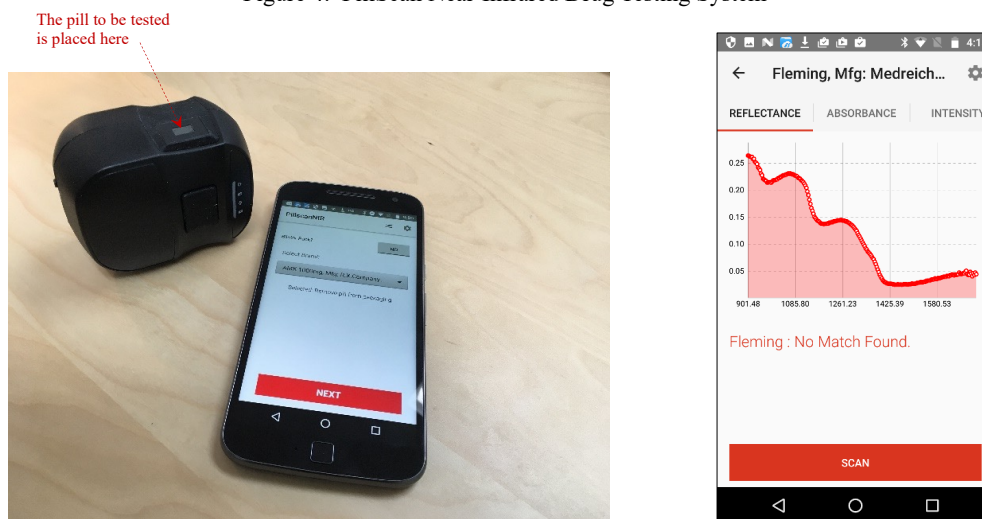 The pill to be tested
is placed here
PillscanNIR
NEXT
4:1
Fleming, Mfg: Medreich...
REFLECTANCE ABSORBANCE INTENSITY
0.25
0.20
0.15
0.10
0.05
901.48 1085.80 1261.23 1425.39 1580.53
Fleming : No Match Found.
SCAN